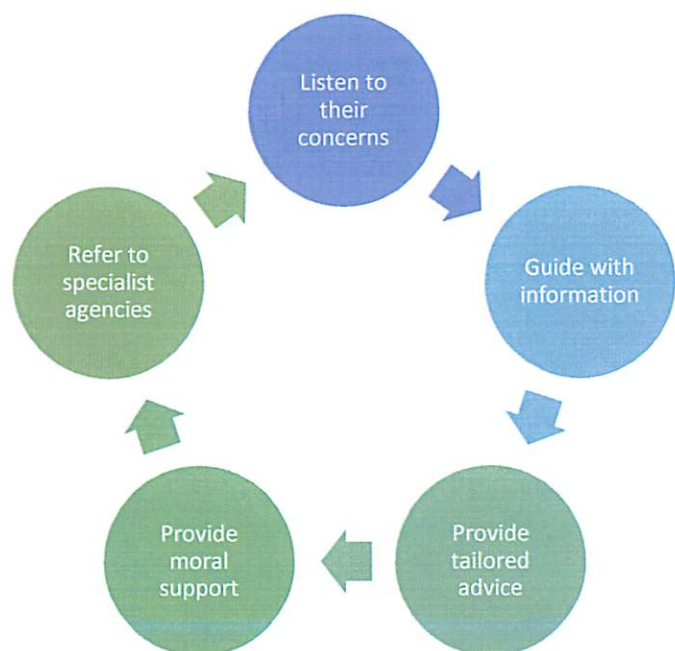 Listen to
their
concerns
Guide with
information
Provide
tailored
advice
Provide
moral
support
Refer to
specialist
agencies